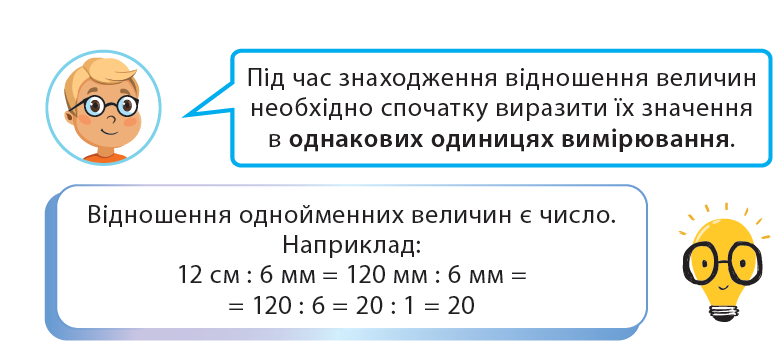 Під час знаходження відношення величин
необхідно спочатку виразити їх значення
в однакових одиницях вимірювання.
Відношення однойменних величин є число.
Наприклад:
12 см : 6 мм = 120 мм : 6 мм =
= 120 : 6 = 20 : 1 = 20